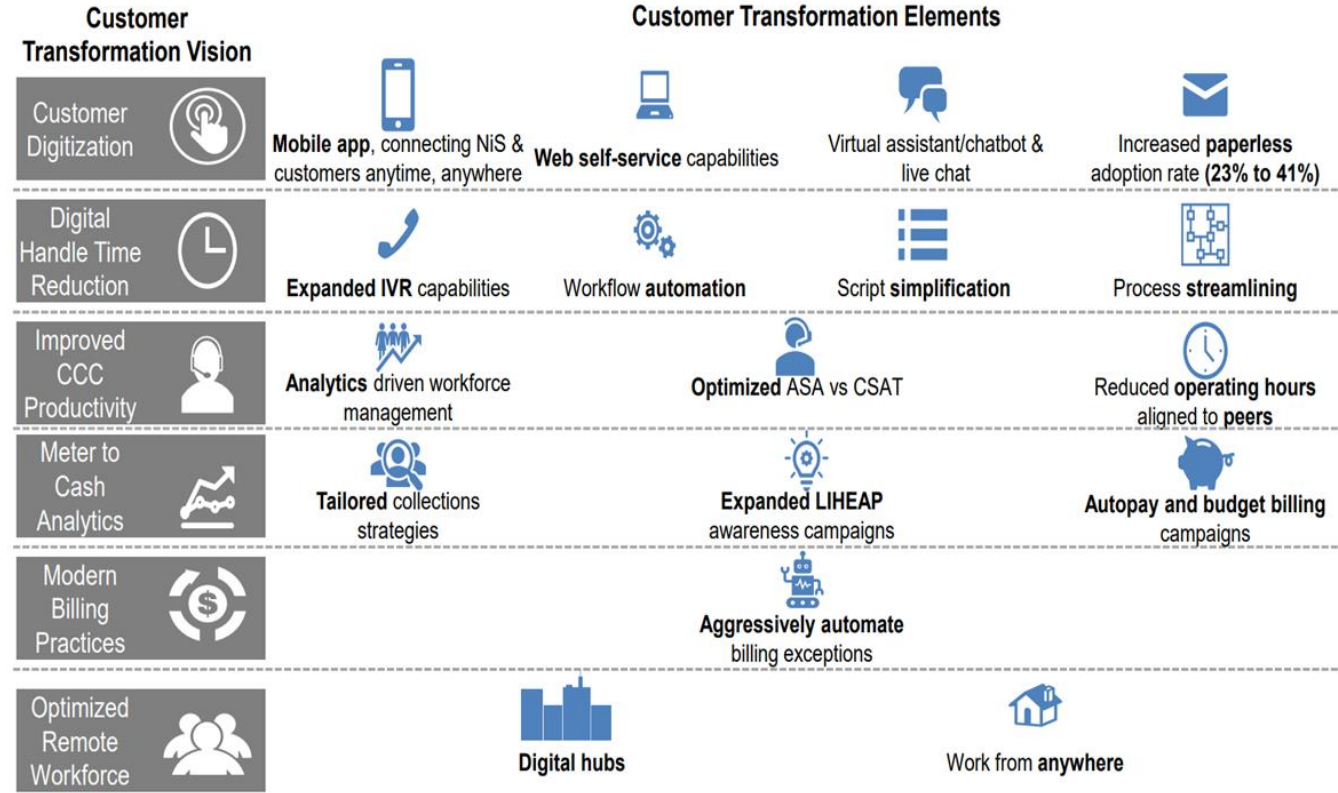 Customer
Transformation Vision
Customer Transformation Elements
Customer
Digitization
Mobile app, connecting NiS &
customers anytime, anywhere
Web self-service capabilities
Virtual assistant/chatbot &
live chat
Increased paperless
adoption rate (23% to 41%)
Digital
Handle Time
Reduction
Expanded IVR capabilities
Workflow automation
Script simplification
Process streamlining
Improved
CCC
Productivity
Analytics driven workforce
management
Optimized ASA vs CSAT
Reduced operating hours
aligned to peers
Meter to
Cash
Analytics
Tailored collections
strategies
Expanded LIHEAP
awareness campaigns
Autopay and budget billing
campaigns
Modern
Billing
Practices
$
Aggressively automate
billing exceptions
Optimized
Remote
Workforce
Digital hubs
Work from anywhere